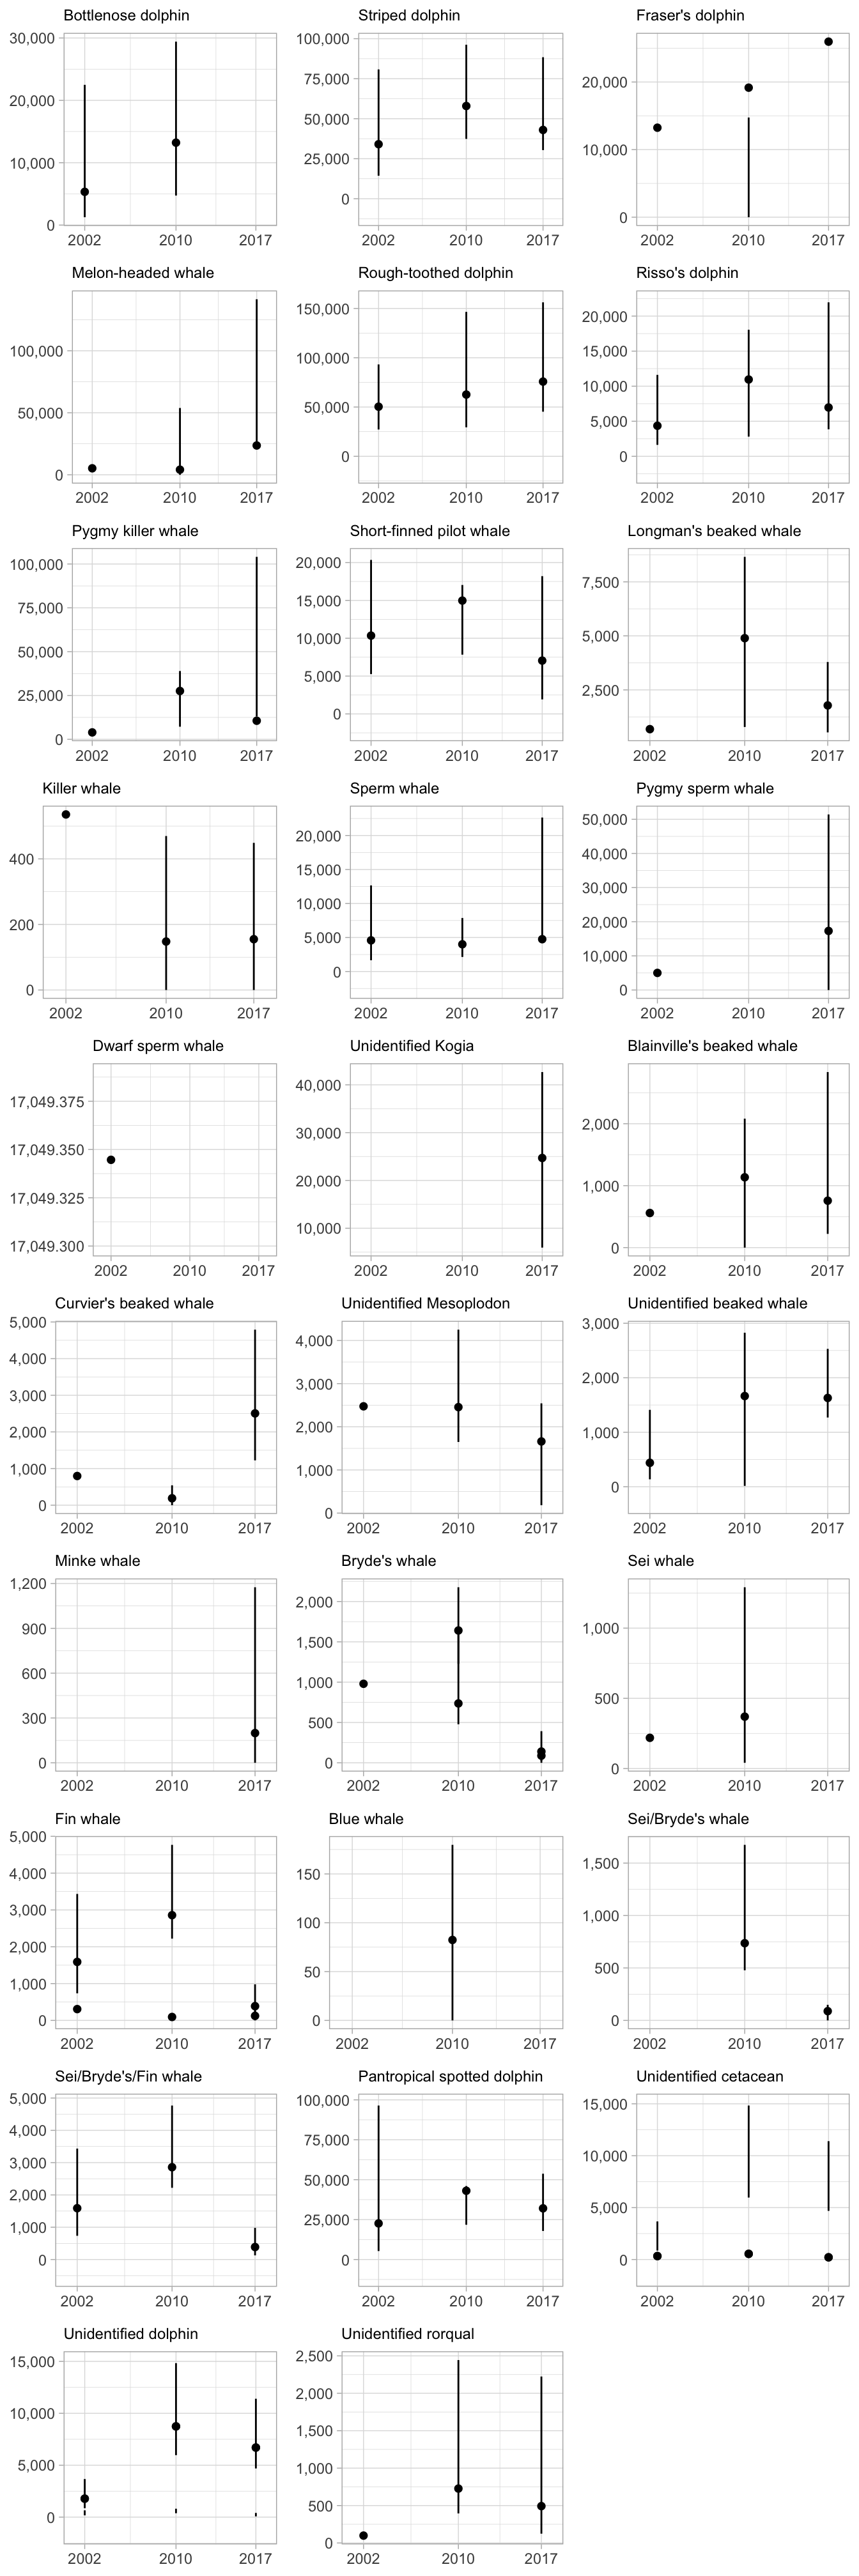 Bottlenose dolphin
30,000
20,000
10,000
0
2002 2010 2017
Striped dolphin
100,000
75,000
50,000
25,000
0
2002 2010 2017
Fraser's dolphin
20,000
10,000
0
2002 2010 2017
Melon-headed whale
100,000
50,000
0
2002 2010 2017
Rough-toothed dolphin
150,000
100,000
50,000
0
2002 2010 2017
Risso's dolphin
20,000
15,000
10,000
5,000
0
2002 2010 2017
Pygmy killer whale
100,000
75,000
50,000
25,000
0
2002 2010 2017
Short-finned pilot whale
20,000
15,000
10,000
5,000
0
2002 2010 2017
Longman's beaked whale
7,500
5,000
2,500
2002 2010 2017
Killer whale
400
200
0
2002 2010 2017
Sperm whale
20,000
15,000
10,000
5,000
0
2002 2010 2017
Pygmy sperm whale
50,000
40,000
30,000
20,000
10,000
0
2002 2010 2017
Dwarf sperm whale
17,049.375
17,049.350
17,049.325
17,049.300
2002 2010 2017
Unidentified Kogia
40,000
30,000
20,000
10,000
2002 2010 2017
Blainville's beaked whale
2,000
1,000
0
2002 2010 2017
Curvier's beaked whale
5,000
4,000
3,000
2,000
1,000
0
2002 2010 2017
Unidentified Mesoplodon
4,000
3,000
2,000
1,000
0
2002 2010 2017
Unidentified beaked whale
3,000
2,000
1,000
0
2002 2010 2017
Minke whale
1,200
900
600
300
0
2002 2010 2017
Bryde's whale
2,000
1,500
1,000
500
0
2002 2010 2017
Sei whale
1,000
500
0
2002 2010 2017
Fin whale
5,000
4,000
3,000
2,000
1,000
0
2002 2010 2017
Blue whale
150
100
50
0
2002 2010 2017
Sei/Bryde's whale
1,500
1,000
500
0
2002 2010 2017
Sei/Bryde's/Fin whale
5,000
4,000
3,000
2,000
1,000
0
2002 2010 2017
Pantropical spotted dolphin
100,000
75,000
50,000
25,000
0
2002 2010 2017
Unidentified cetacean
15,000
10,000
5,000
0
2002 2010 2017
Unidentified dolphin
15,000
10,000
5,000
0
2002 2010 2017
Unidentified rorqual
2,500
2,000
1,500
1,000
500
0
2002 2010 2017